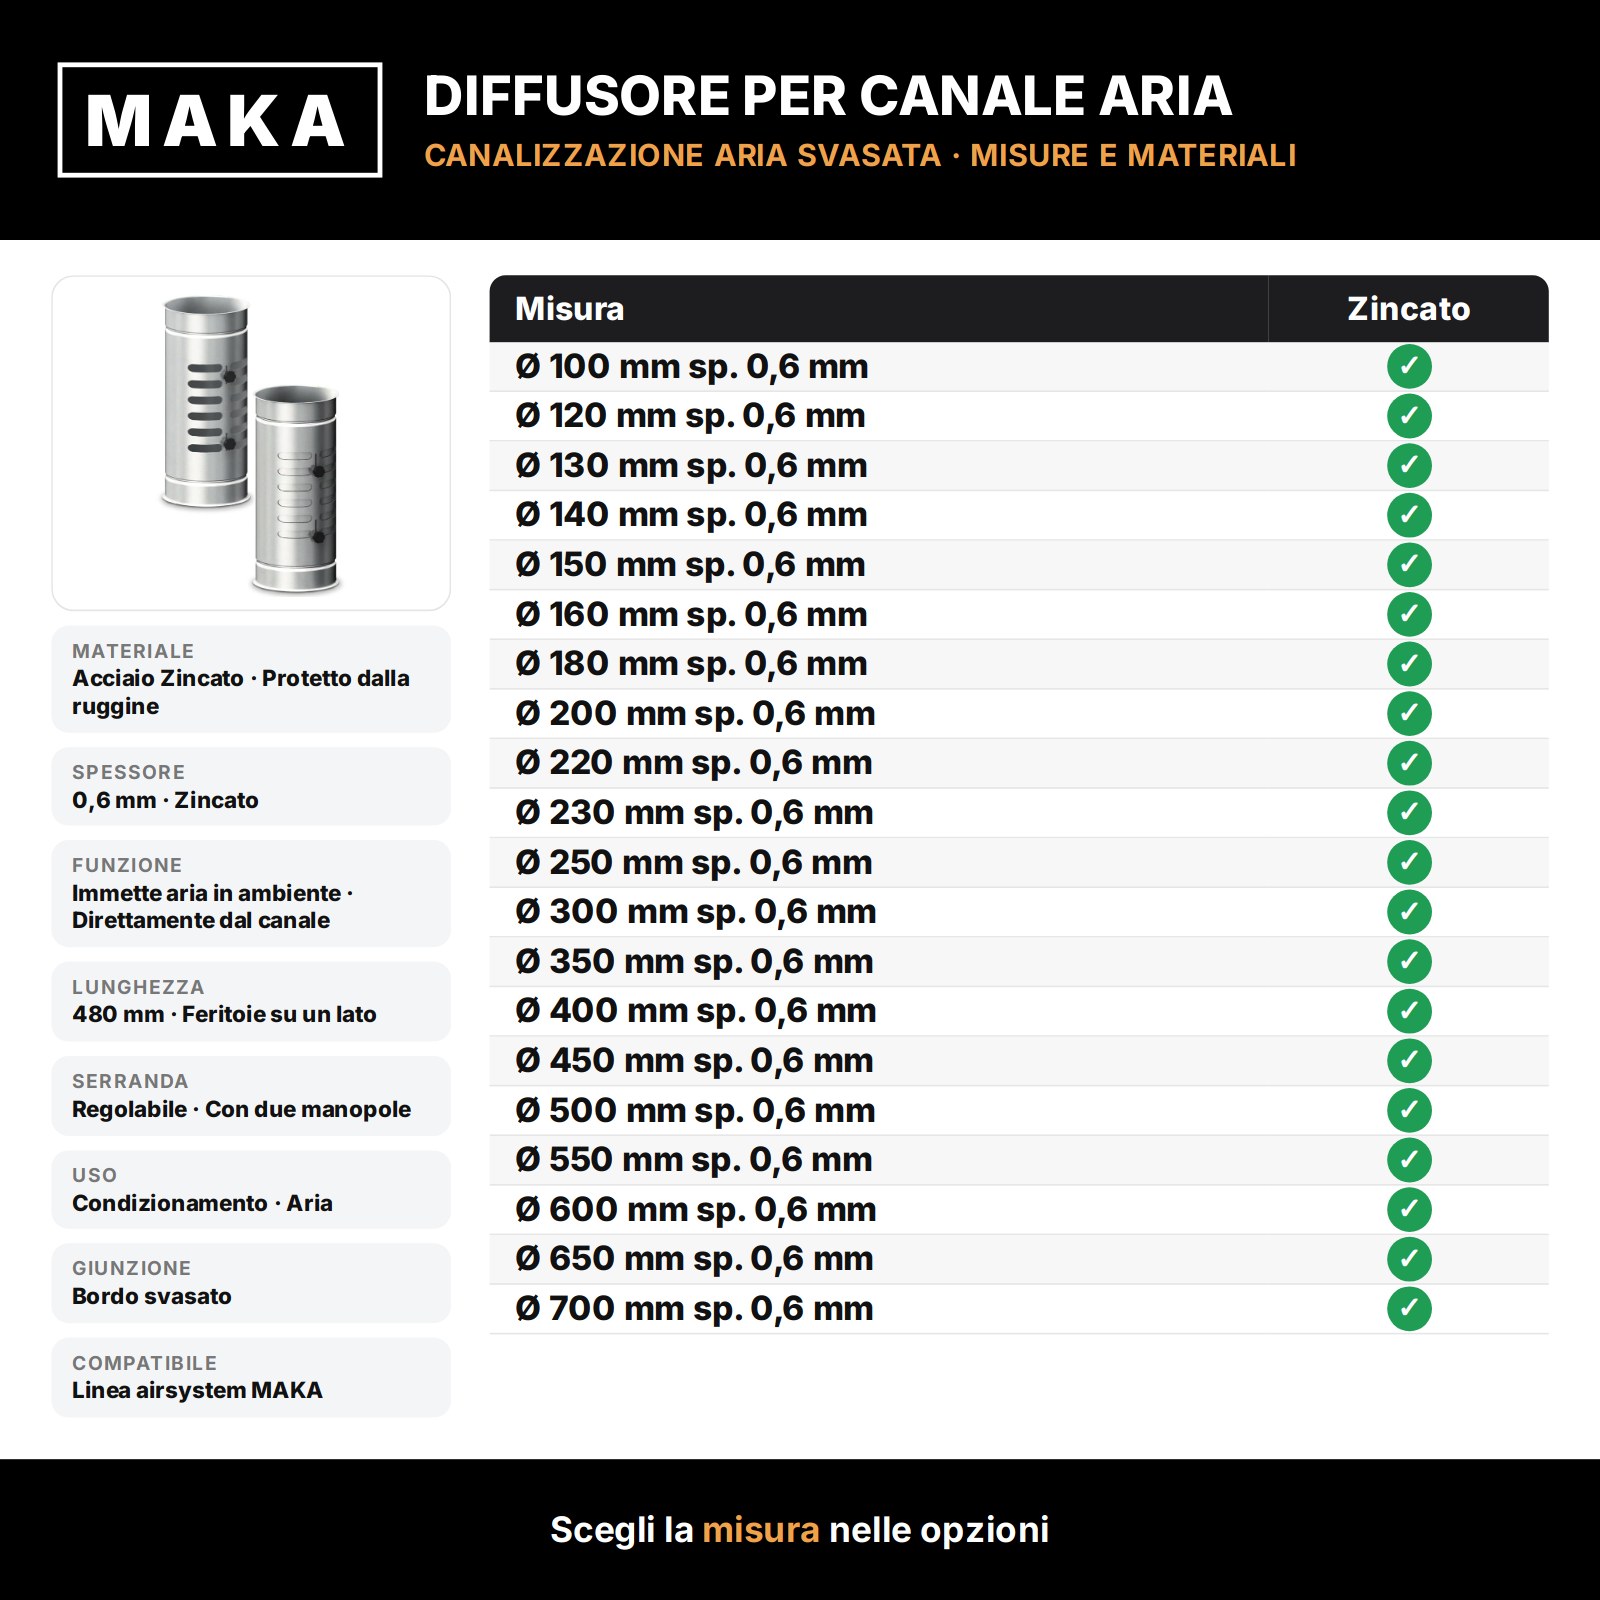 MAKA
DIFFUSORE PER CANALE ARIA
CANALIZZAZIONE ARIA SVASATA · MISURE E MATERIALI
MATERIALE
Acciaio Zincato · Protetto dalla
ruggine
SPESSORE
0,6 mm · Zincato
FUNZIONE
Immette aria in ambiente ·
Direttamente dal canale
LUNGHEZZA
480 mm · Feritoie su un lato
SERRANDA
Regolabile · Con due manopole
USO
Condizionamento · Aria
GIUNZIONE
Bordo svasato
COMPATIBILE
Linea airsystem MAKA
Misura Zincato
Ø 100 mm sp. 0,6 mm ✓
Ø 120 mm sp. 0,6 mm ✓
Ø 130 mm sp. 0,6 mm ✓
Ø 140 mm sp. 0,6 mm ✓
Ø 150 mm sp. 0,6 mm ✓
Ø 160 mm sp. 0,6 mm ✓
Ø 180 mm sp. 0,6 mm ✓
Ø 200 mm sp. 0,6 mm ✓
Ø 220 mm sp. 0,6 mm ✓
Ø 230 mm sp. 0,6 mm ✓
Ø 250 mm sp. 0,6 mm ✓
Ø 300 mm sp. 0,6 mm ✓
Ø 350 mm sp. 0,6 mm ✓
Ø 400 mm sp. 0,6 mm ✓
Ø 450 mm sp. 0,6 mm ✓
Ø 500 mm sp. 0,6 mm ✓
Ø 550 mm sp. 0,6 mm ✓
Ø 600 mm sp. 0,6 mm ✓
Ø 650 mm sp. 0,6 mm ✓
Ø 700 mm sp. 0,6 mm ✓
Scegli la misura nelle opzioni